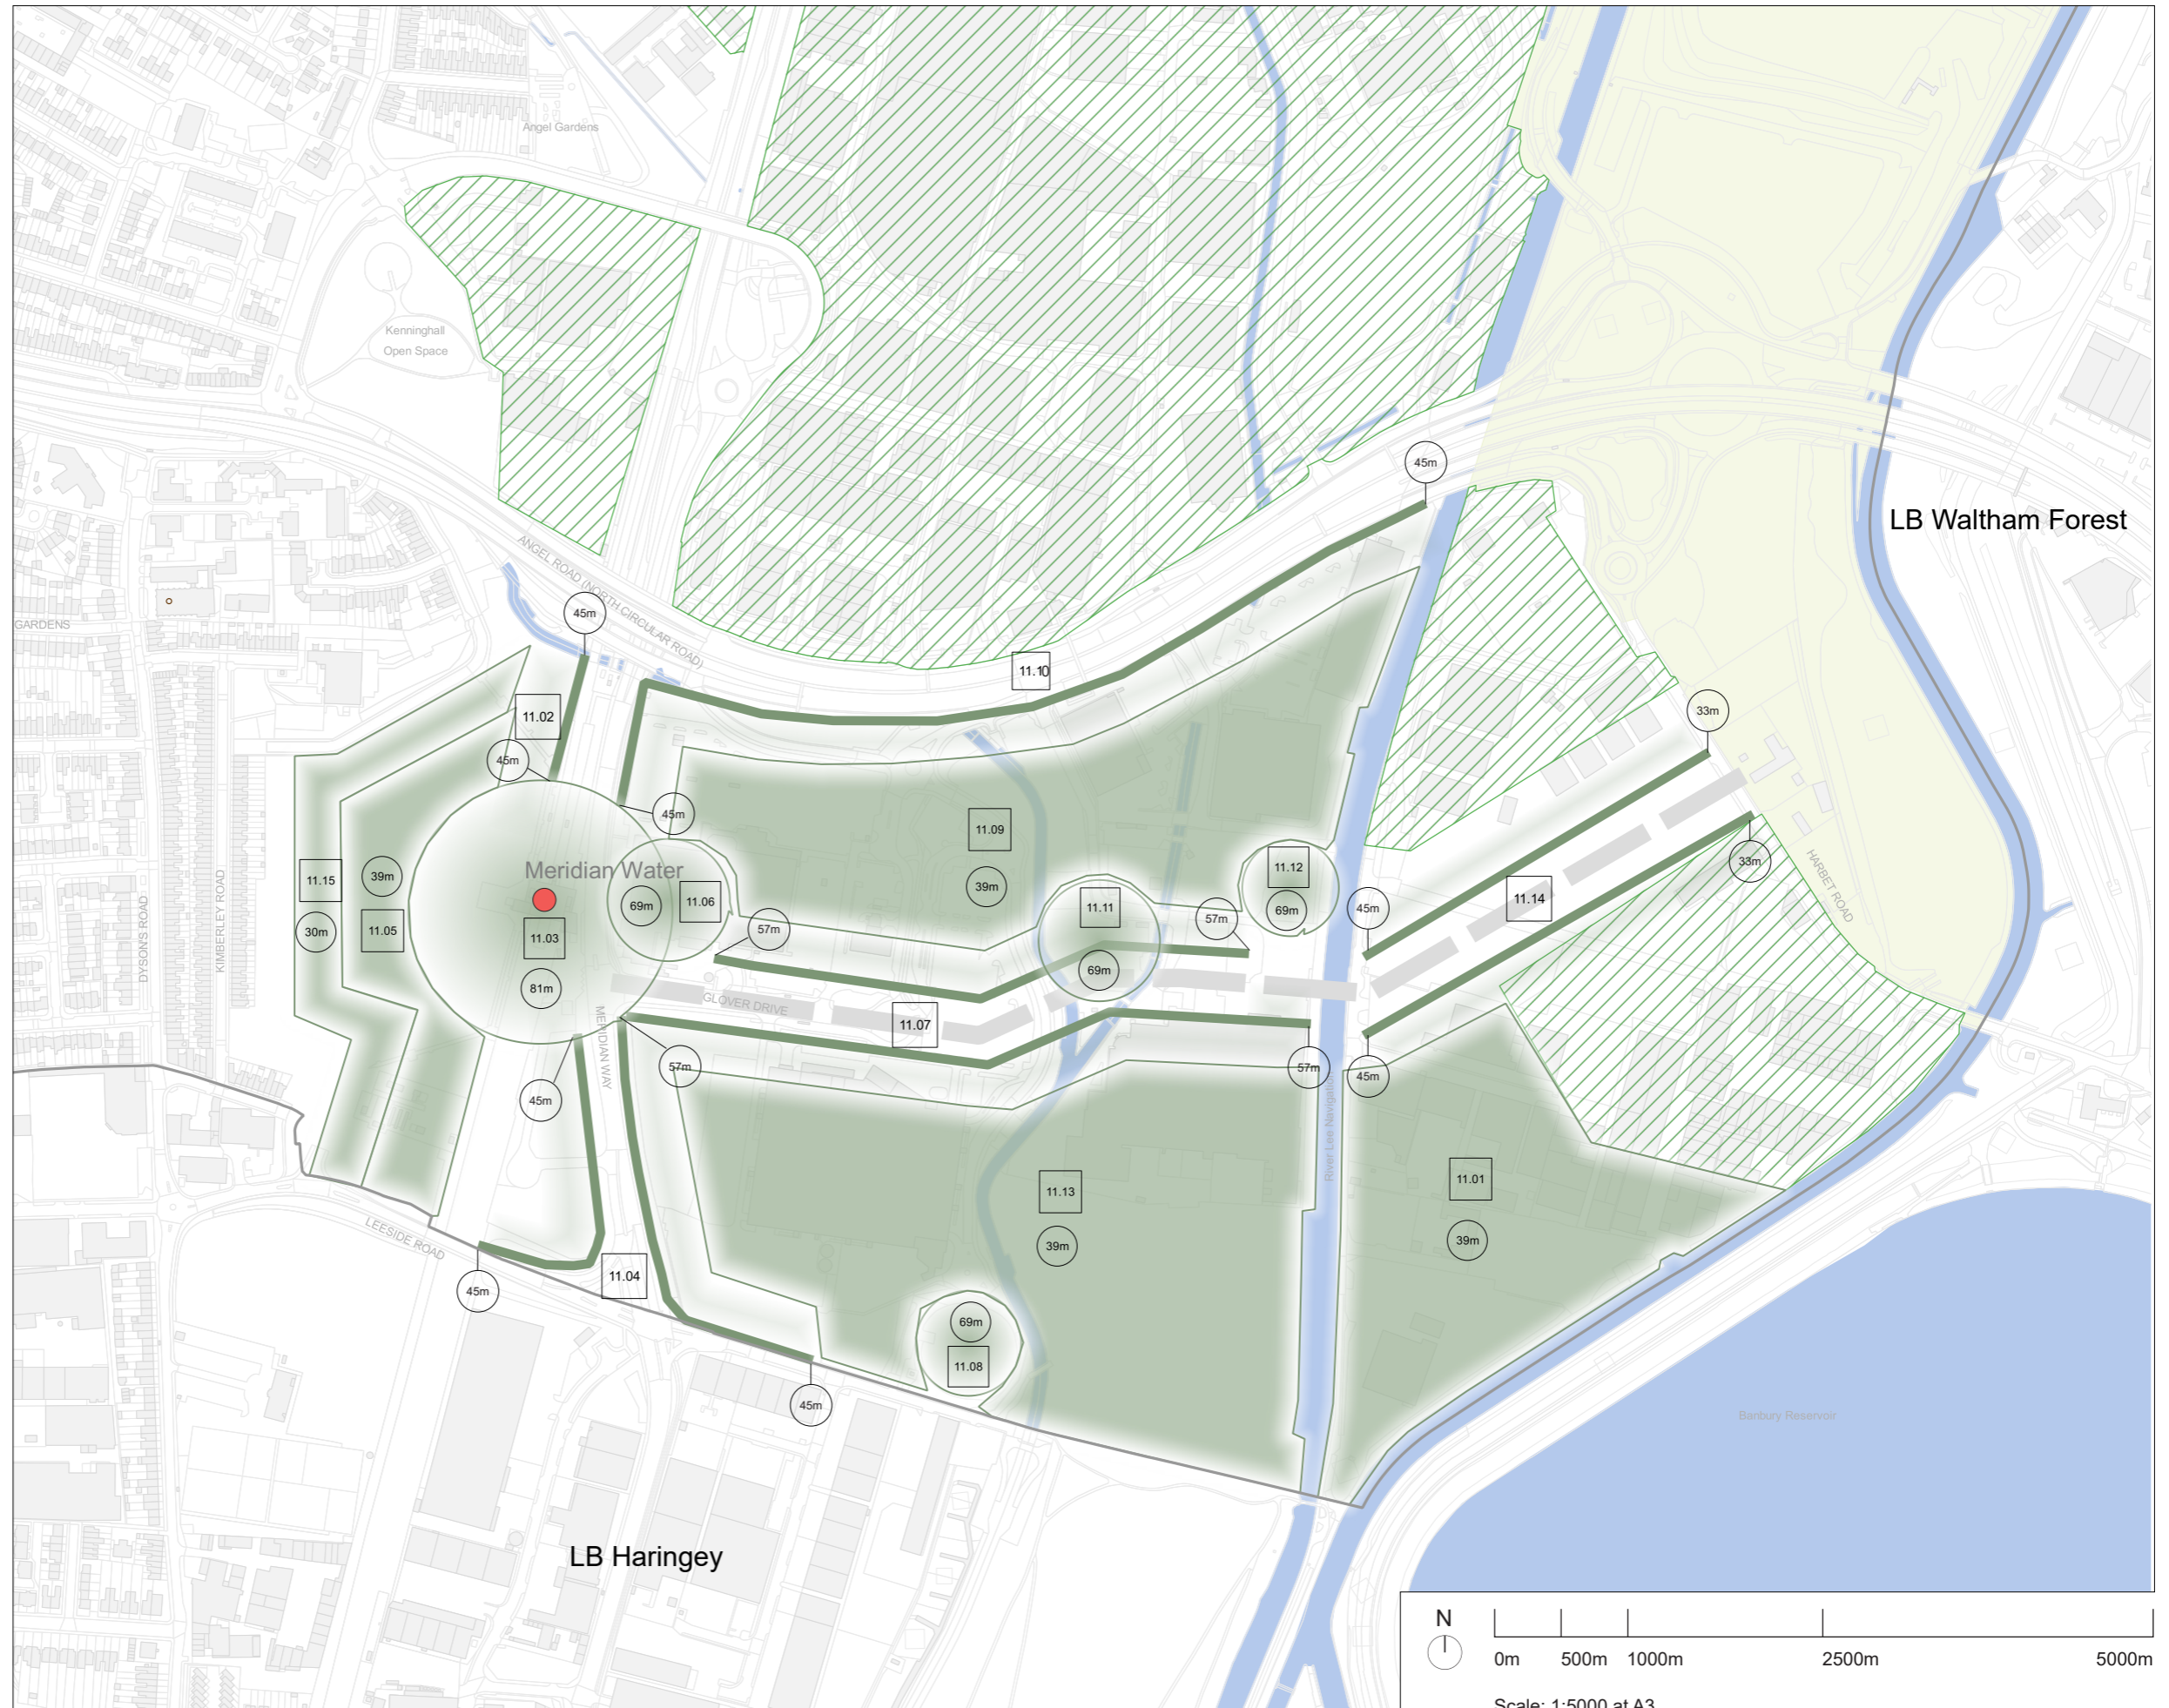 Angel Gardens
Kenninghall
Open Space
45m
LB Waltham Forest
ANGEL ROAD (NORTH CIRCULAR ROAD)
GARDENS
45m
11.10
11.02
33m
45m
45m
11.09
Meridian Water
HARBET ROAD
33m
11.12
11.15
39m
39m
11.06
69m
11.11
69m
45m
11.14
57m
57m
DYSON'S ROAD
KIMBERLEY ROAD
30m
11.05
11.03
69m
81m
GLOVER DRIVE
11.07
MERIDIAN WAY
57m
57m
45m
45m
River Lee Navigation
11.13
11.01
39m
39m
LEESIDE ROAD
11.04
45m
69m
11.08
45m
Banbury Reservoir
LB Haringey
N
0m 500m 1000m 2500m 5000m
Scale: 1:5000 at A3